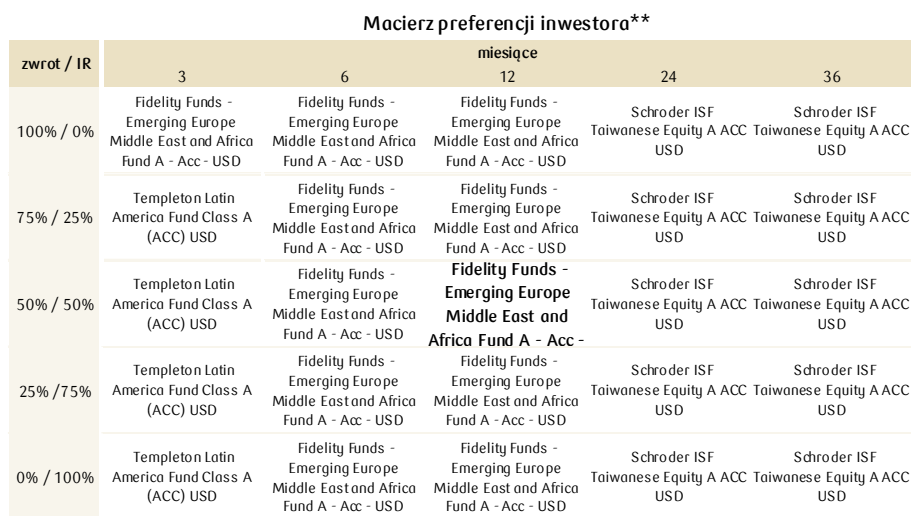 Macierz preferencji inwestora**
zwrot / IR
miesiące
3 6 12 24 36
100% / 0%
Fidelity Funds -
Emerging Europe
Middle East and Africa
Fund A - Acc - USD
Fidelity Funds -
Emerging Europe
Middle East and Africa
Fund A - Acc - USD
Fidelity Funds -
Emerging Europe
Middle East and Africa
Fund A - Acc - USD
Schroder ISF
Taiwanese Equity A ACC
USD
Schroder ISF
Taiwanese Equity A ACC
USD
75% / 25%
Templeton Latin
America Fund Class A
(ACC) USD
Fidelity Funds -
Emerging Europe
Middle East and Africa
Fund A - Acc - USD
Fidelity Funds -
Emerging Europe
Middle East and Africa
Fund A - Acc - USD
Schroder ISF
Taiwanese Equity A ACC
USD
Schroder ISF
Taiwanese Equity A ACC
USD
50% / 50%
Templeton Latin
America Fund Class A
(ACC) USD
Fidelity Funds -
Emerging Europe
Middle East and Africa
Fund A - Acc - USD
Fidelity Funds -
Emerging Europe
Middle East and
Africa Fund A - Acc -
Schroder ISF
Taiwanese Equity A ACC
USD
Schroder ISF
Taiwanese Equity A ACC
USD
25% /75%
Templeton Latin
America Fund Class A
(ACC) USD
Fidelity Funds -
Emerging Europe
Middle East and Africa
Fund A - Acc - USD
Fidelity Funds -
Emerging Europe
Middle East and Africa
Fund A - Acc - USD
Schroder ISF
Taiwanese Equity A ACC
USD
Schroder ISF
Taiwanese Equity A ACC
USD
0% / 100%
Templeton Latin
America Fund Class A
(ACC) USD
Fidelity Funds -
Emerging Europe
Middle East and Africa
Fund A - Acc - USD
Fidelity Funds -
Emerging Europe
Middle East and Africa
Fund A - Acc - USD
Schroder ISF
Taiwanese Equity A ACC
USD
Schroder ISF
Taiwanese Equity A ACC
USD